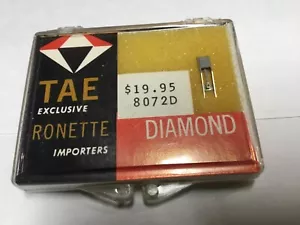 TAE
EXCLUSIVE
RONETTE
IMPORTERS
$19.95
8072D
DIAMOND